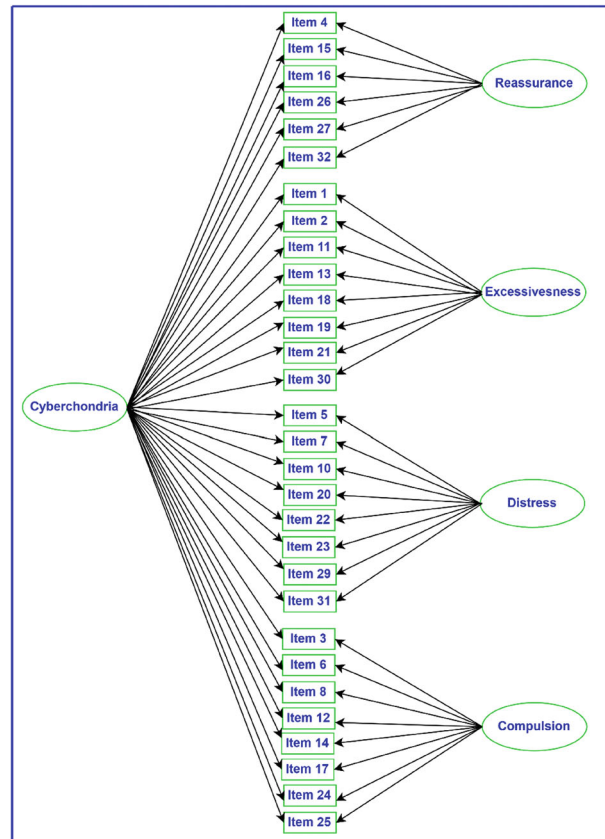 Item 4
Item 15
Item 16
Item 26
Item 27
Item 32
Reassurance
Item 1
Item 2
Item 11
Item 13
Item 18
Item 19
Item 21
Item 30
Excessivesness
Cyberchondria
Item 5
Item 7
Item 10
Item 20
Item 22
Item 23
Item 29
Item 31
Distress
Item 3
Item 6
Item 8
Item 12
Item 14
Item 17
Item 24
Item 25
Compulsion